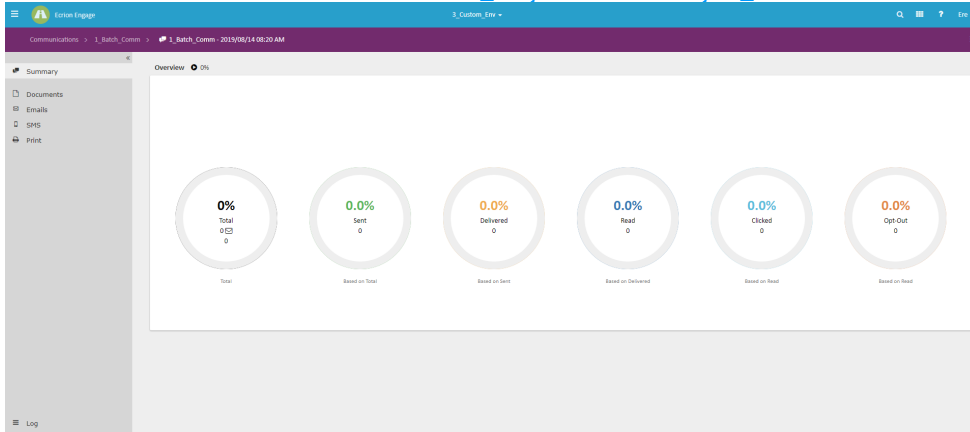 Ecrion Engage
3_Custom_Env
? Ere
Communications > 1_Batch_Comm > 1_Batch_Comm - 2019/08/14 08:20 AM
«
Summary
Documents
Emails
SMS
Print
Log
Overview 0%
0%
Total
0
0
Total
0.0%
Sent
0
Based on Total
0.0%
Delivered
0
Based on Sent
0.0%
Read
0
Based on Delivered
0.0%
Clicked
0
Based on Read
0.0%
Opt-Out
0
Based on Read